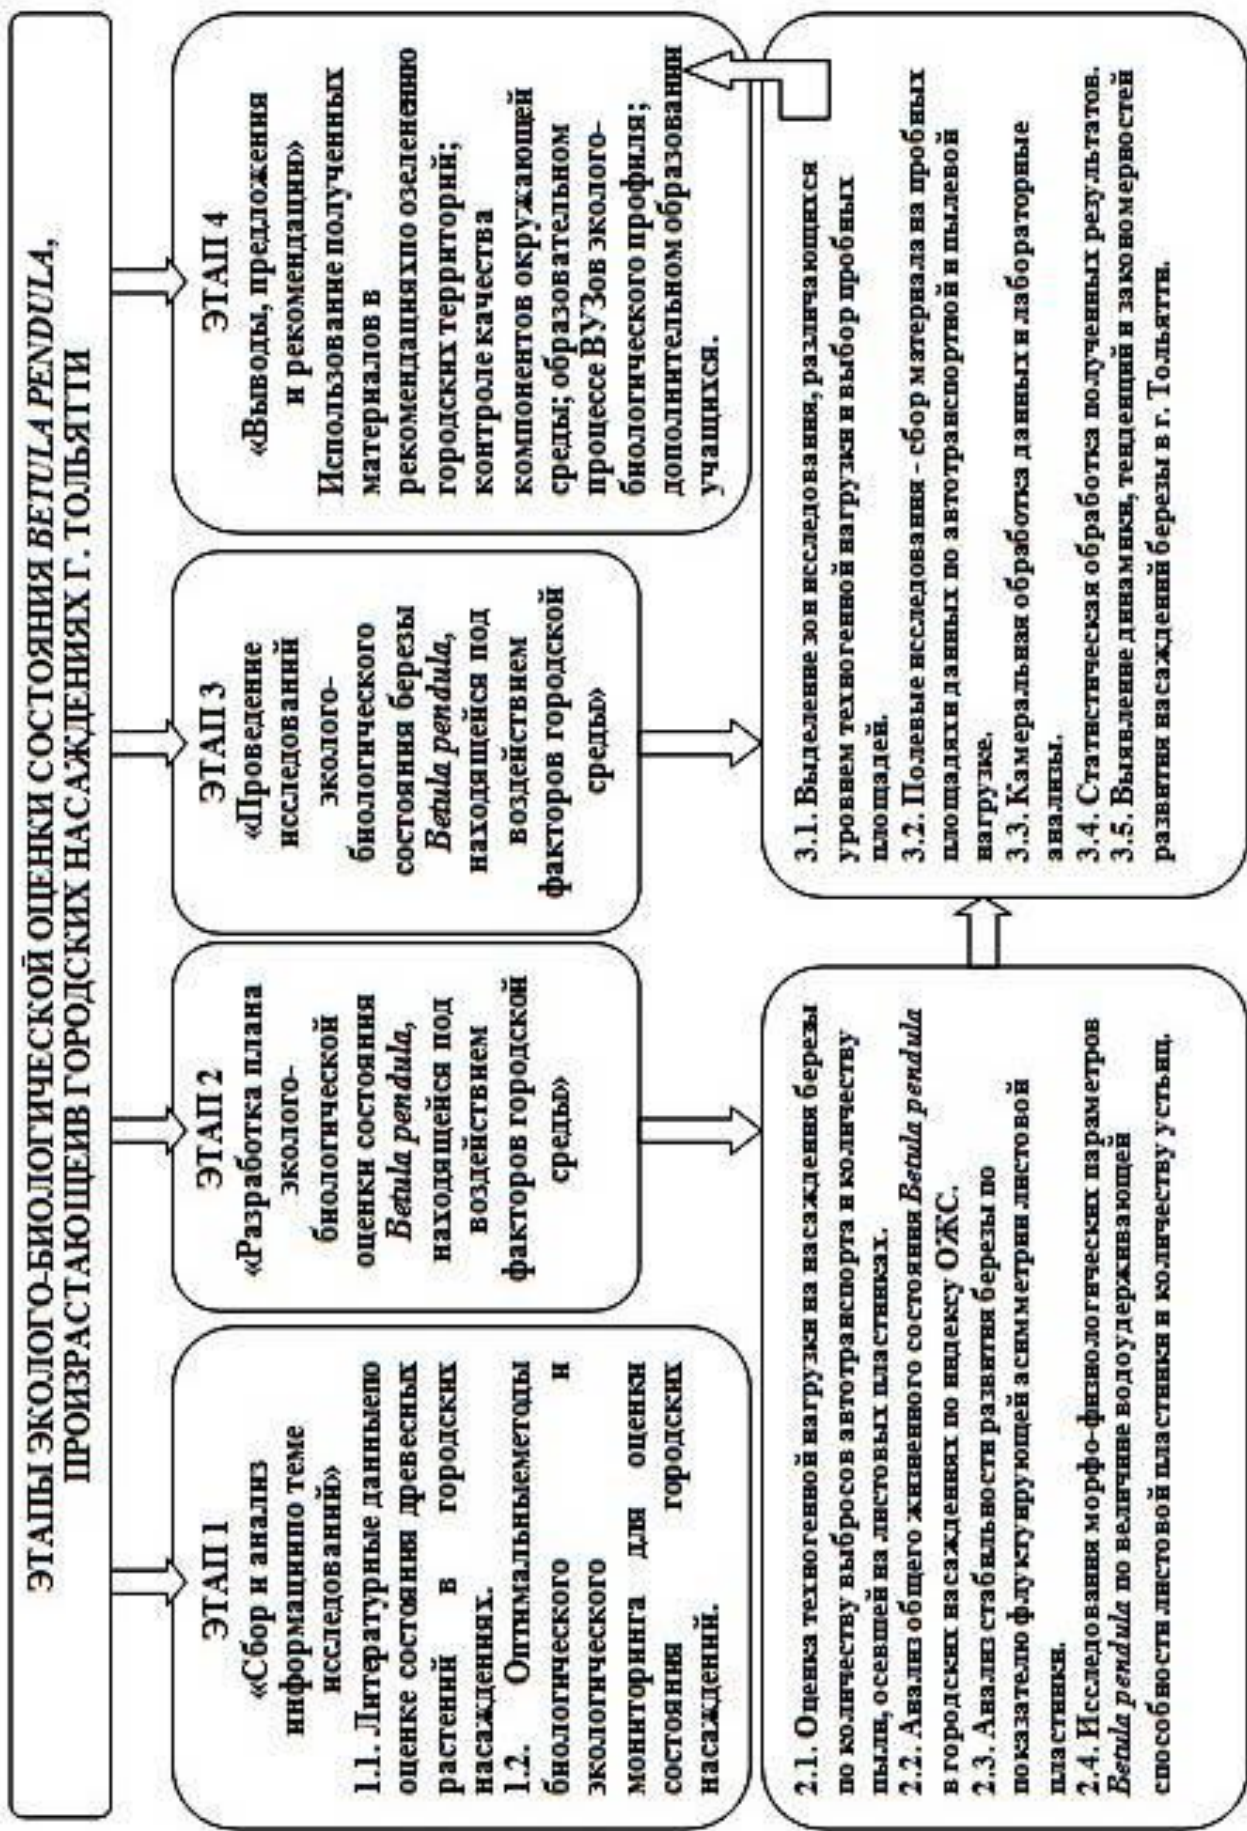 ЭТАПЫ ЭКОЛОГО-БИОЛОГИЧЕСКОЙ ОЦЕНКИ СОСТОЯНИЯ BETULA PENDULA,
ПРОИЗРАСТАЮЩЕИВ ГОРОДСКИХ НАСАЖДЕНИЯХ Г. ТОЛЬЯТТИ
ЭТАП 1
«Сбор и анализ
информациипо теме
исследований»
1.1. Литературные данныепо
оценке состояния древесных
растений в городских
насаждениях.
1.2. Оптимальныеметоды
биологического и
экологического
мониторинга для оценки
состояния городских
насаждений.
ЭТАП 2
«Разработка плана
эколого-
биологической
оценки состояния
Betula pendula,
находящейся под
воздействием
факторов городской
среды»
ЭТАП 3
«Проведение
исследований
эколого-
биологического
состояния березы
Betula pendula,
находящейся под
воздействием
факторов городской
среды»
ЭТАП 4
«Выводы, предложения
и рекомендации»
Использование полученных
материалов в
рекомендацияхпо озеленению
городских территорий;
контроле качества
компонентов окружающей
среды; образовательном
процессе ВУЗов эколого-
биологического профиля;
дополнительном образовании
учащихся.
2.1. Оценка техногенной нагрузки на насаждения березы
по количеству выбросов автотранспорта и количеству
пыли, осевшей на листовых пластинках.
2.2. Анализ общего жизненного состояния Betula pendula
в городских насаждениях по индексу ОЖС.
2.3. Анализ стабильности развития березы по
показателю флуктуирующей асимметрии листовой
пластинки.
2.4. Исследования морфо-физиологических параметров
Betula pendula по величине водоудерживающей
способности листовой пластинки и количеству устьиц.
3.1. Выделение зон исследования, различающихся
уровнем техногенной нагрузки и выбор пробных
площадей.
3.2. Полевые исследования - сбор материала на пробных
площадях и данных по автотранспортной и пылевой
нагрузке.
3.3. Камеральная обработка данных и лабораторные
анализы.
3.4. Статистическая обработка полученных результатов.
3.5. Выявление динамики, тенденций и закономерностей
развития насаждений березы в г. Тольятти.